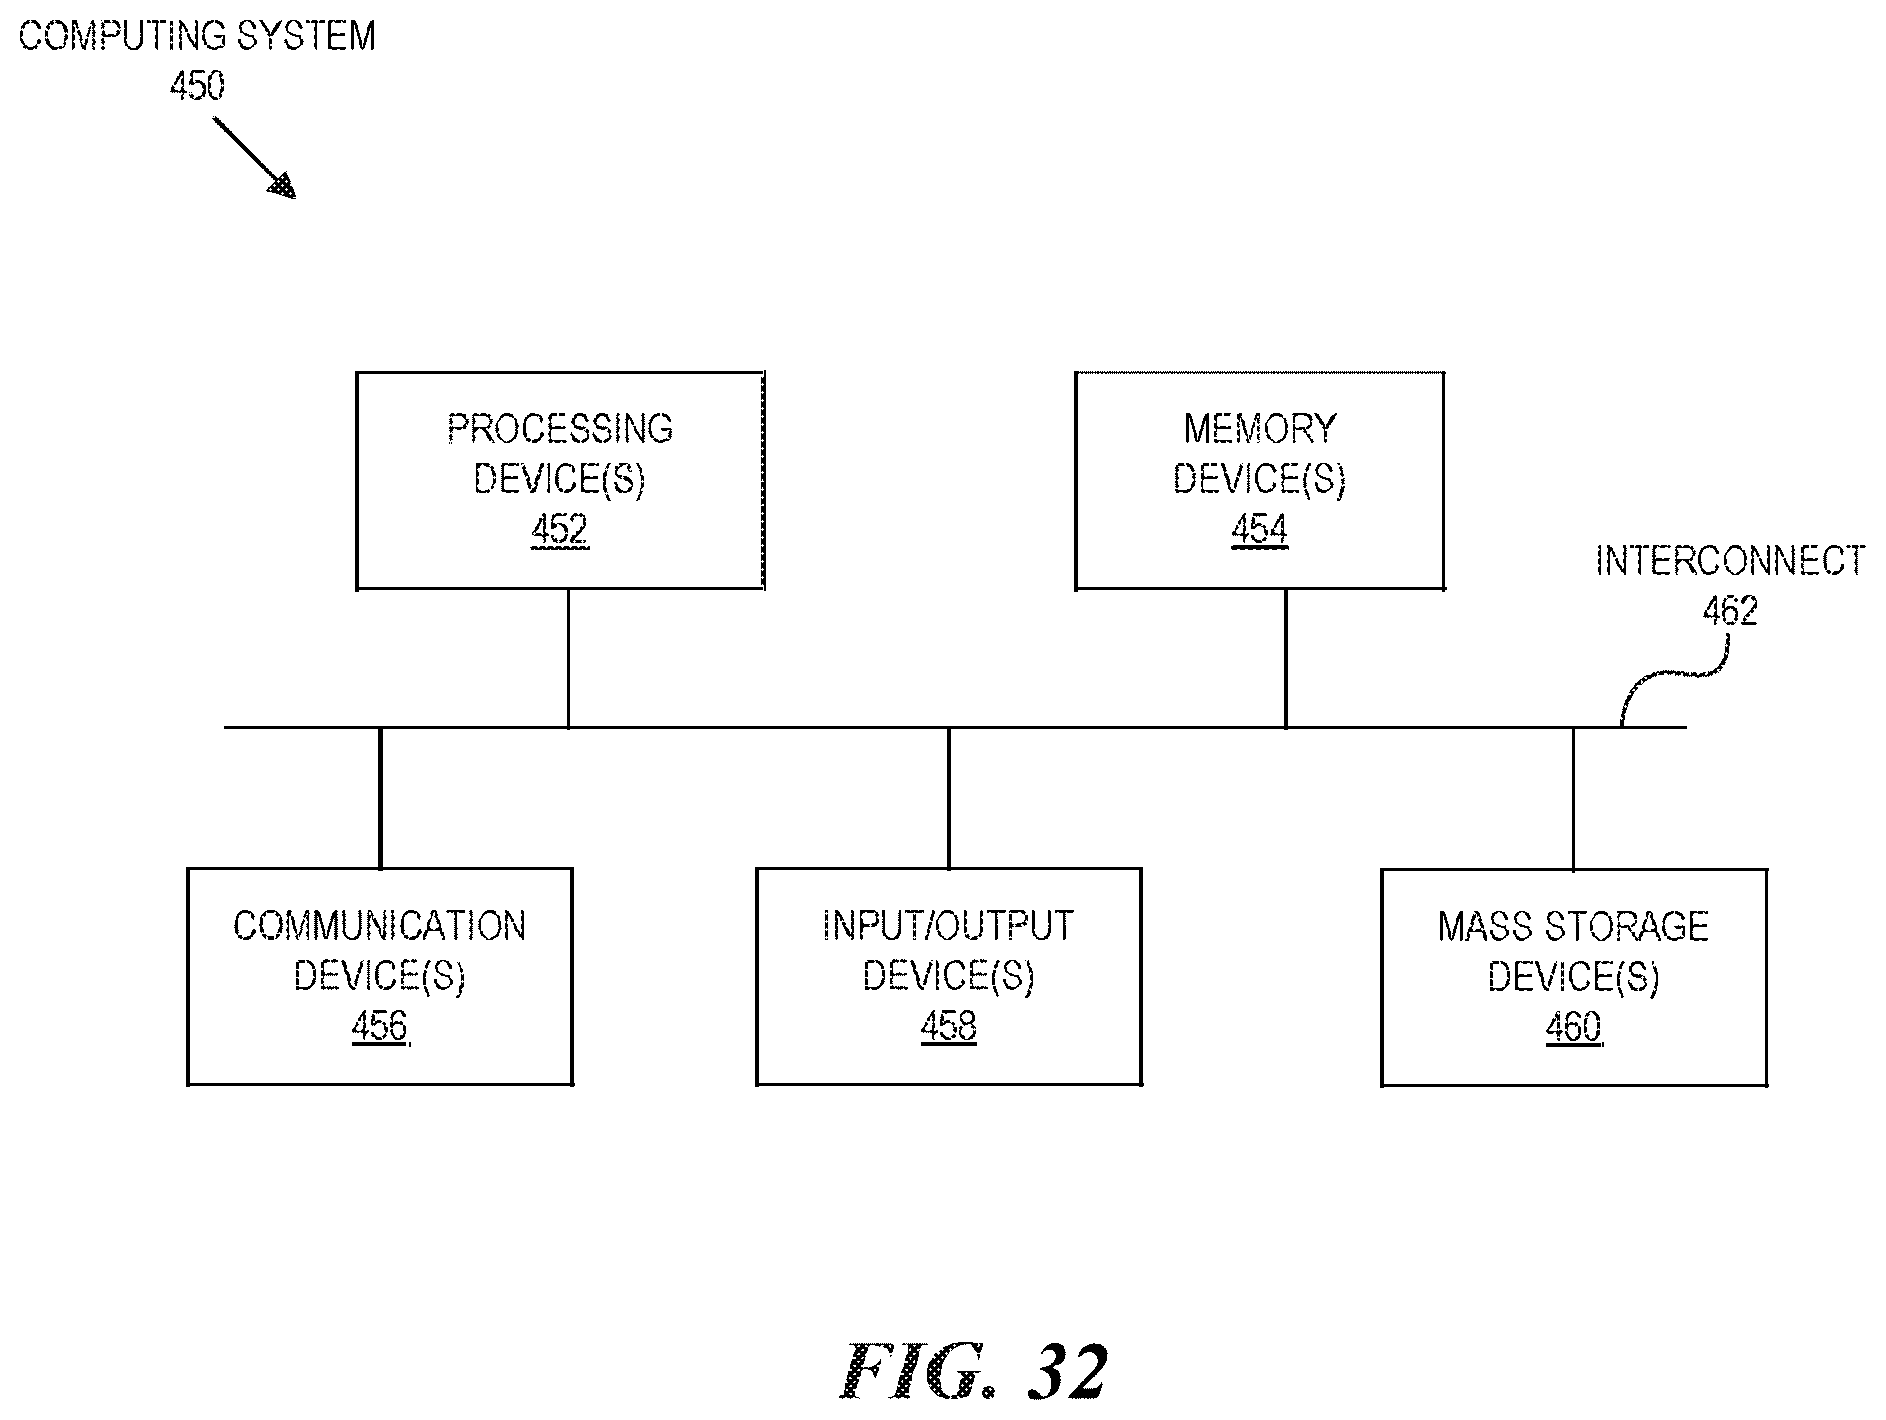 COMPUTING SYSTEM
450
PROCESSING
DEVICE(S)
452
MEMORY
DEVICE(S)
454
INTERCONNECT
462
COMMUNICATION
DEVICE(S)
456
INPUT/OUTPUT
DEVICE(S)
458
MASS STORAGE
DEVICE(S)
460
FIG. 32